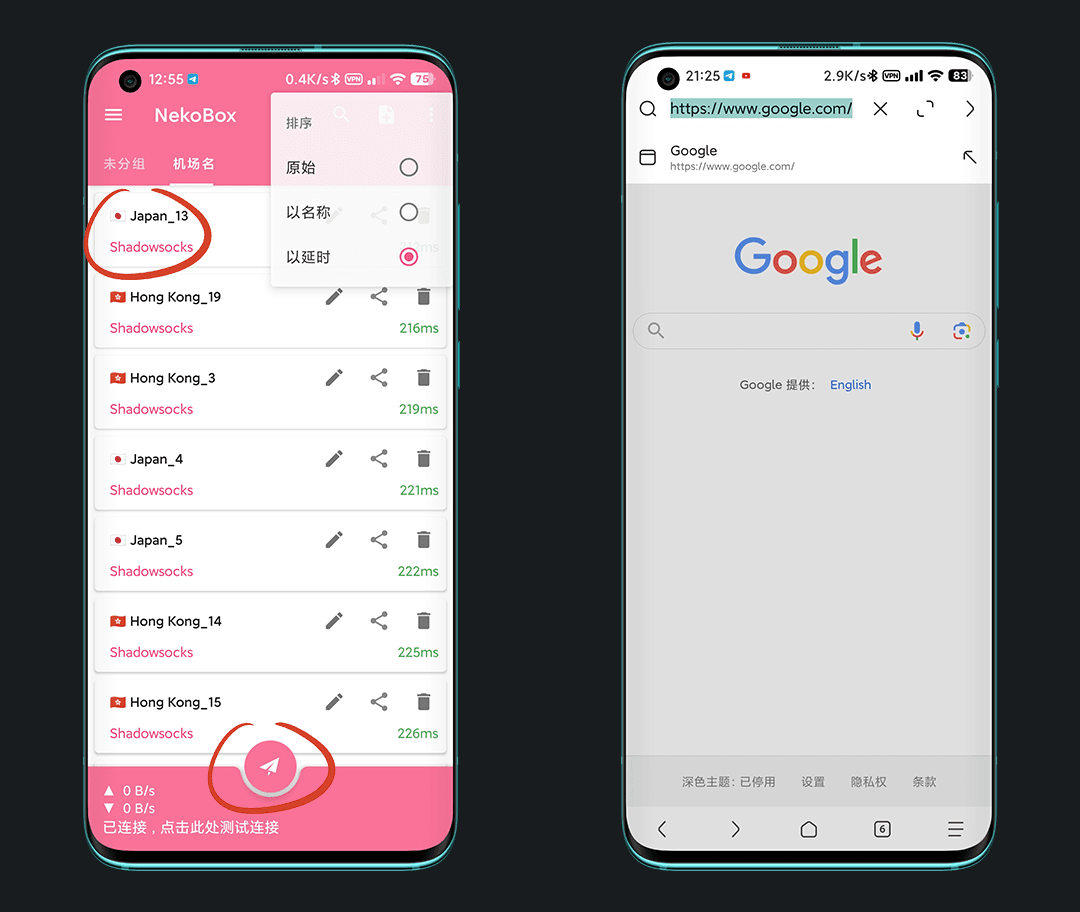 12:55
0.4K/s VPN 75
NekoBox
未分组 机场名
排序
原始
以名称
以延时
Japan_13
Shadowsocks
Hong Kong_19
Shadowsocks 216ms
Hong Kong_3
Shadowsocks 219ms
Japan_4
Shadowsocks 221ms
Japan_5
Shadowsocks 222ms
Hong Kong_14
Shadowsocks 225ms
Hong Kong_15
Shadowsocks 226ms
▲ 0 B/s
▼ 0 B/s
已连接，点击此处测试连接
21:25
2.9K/s VPN 83
https://www.google.com/
Google
https://www.google.com/
Google
Google 提供： English
深色主题：已停用 设置 隐私权 条款
6